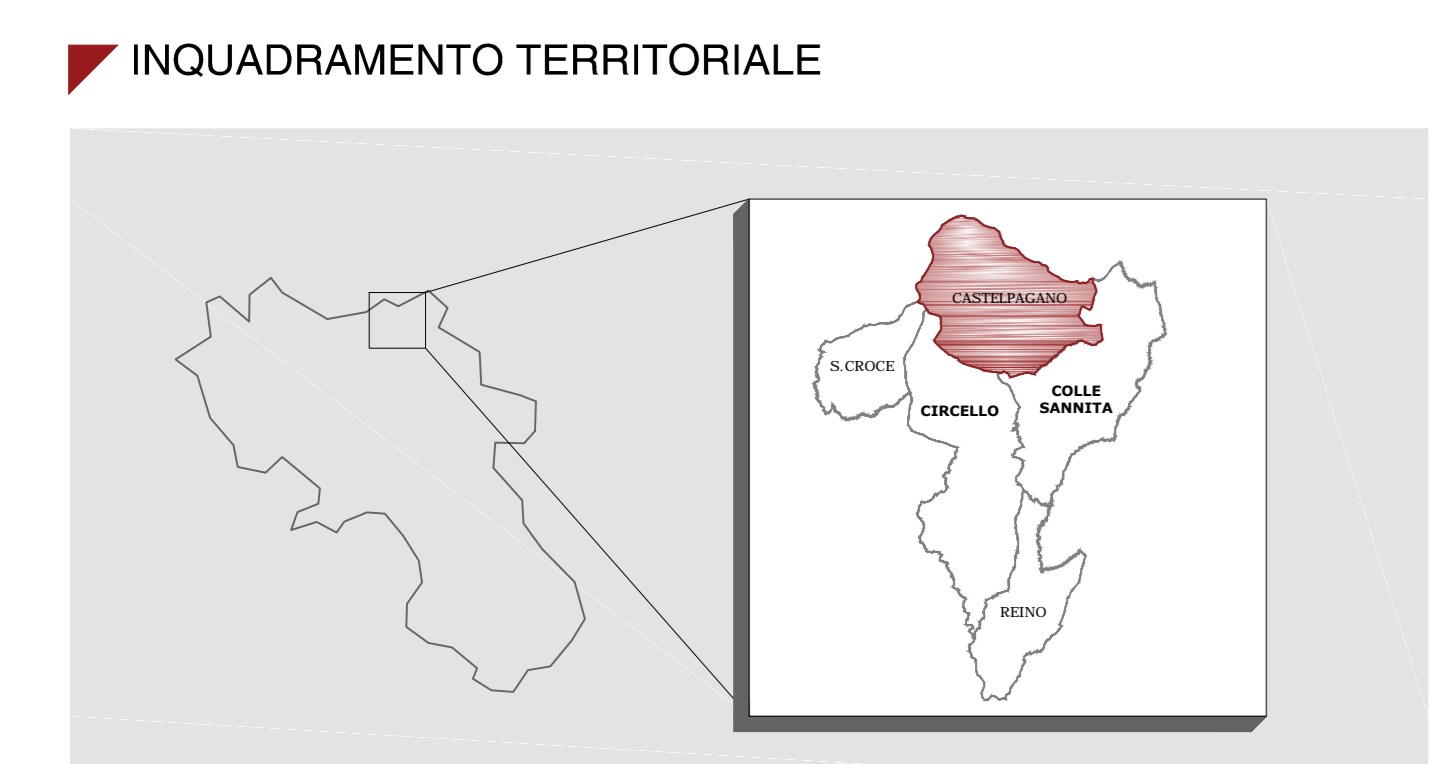 INQUADRAMENTO TERRITORIALE
CASTELPAGANO
S.CROCE
CIRCELLO
COLLE
SANNITA
REINO